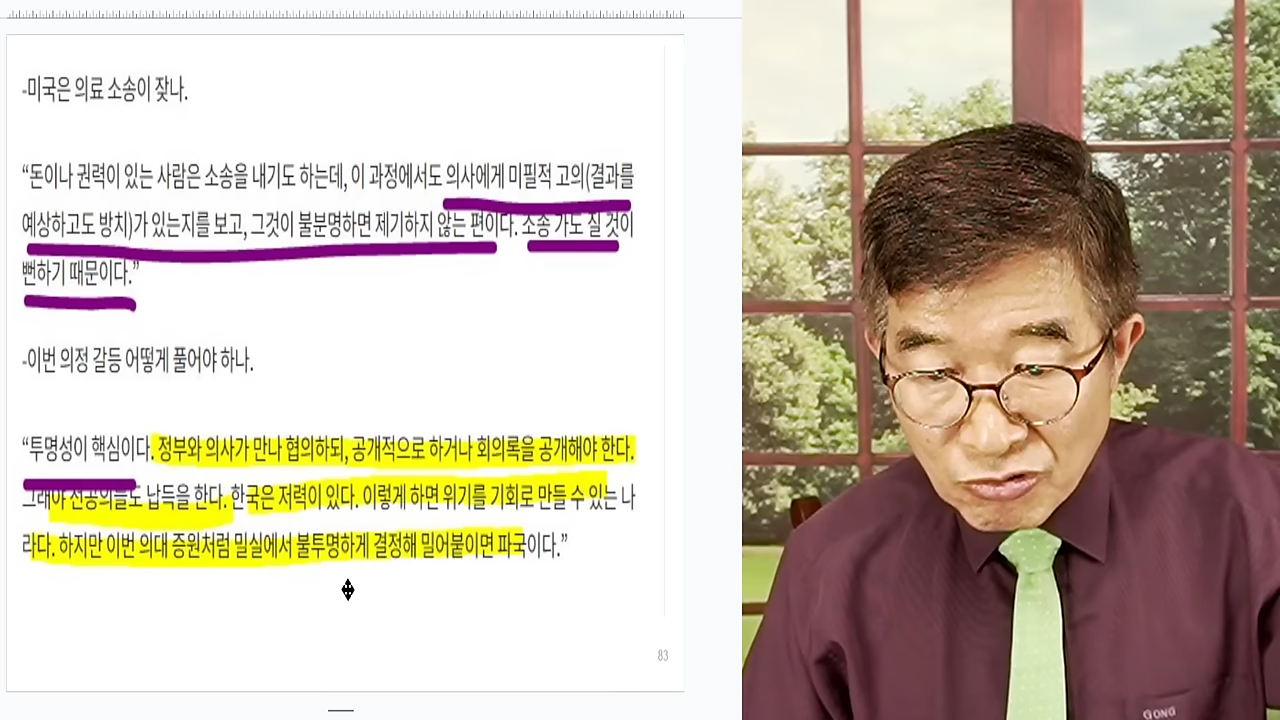 -미국은 의료 소송이 잦나.
“돈이나 권력이 있는 사람은 소송을 내기도 하는데, 이 과정에서도 의사에게 미필적 고의(결과를
예상하고도 방치)가 있는지를 보고, 그것이 불분명하면 제기하지 않는 편이다. 소송 가도 질 것이
뻔하기 때문이다.”
-이번 의정 갈등 어떻게 풀어야 하나.
“투명성이 핵심이다. 정부와 의사가 만나 협의하되, 공개적으로 하거나 회의록을 공개해야 한다.
그래야 전공의들도 납득을 한다. 한국은 저력이 있다. 이렇게 하면 위기를 기회로 만들 수 있는 나
라다. 하지만 이번 의대 증원처럼 밀실에서 불투명하게 결정해 밀어붙이면 파국이다.”
83
GONG